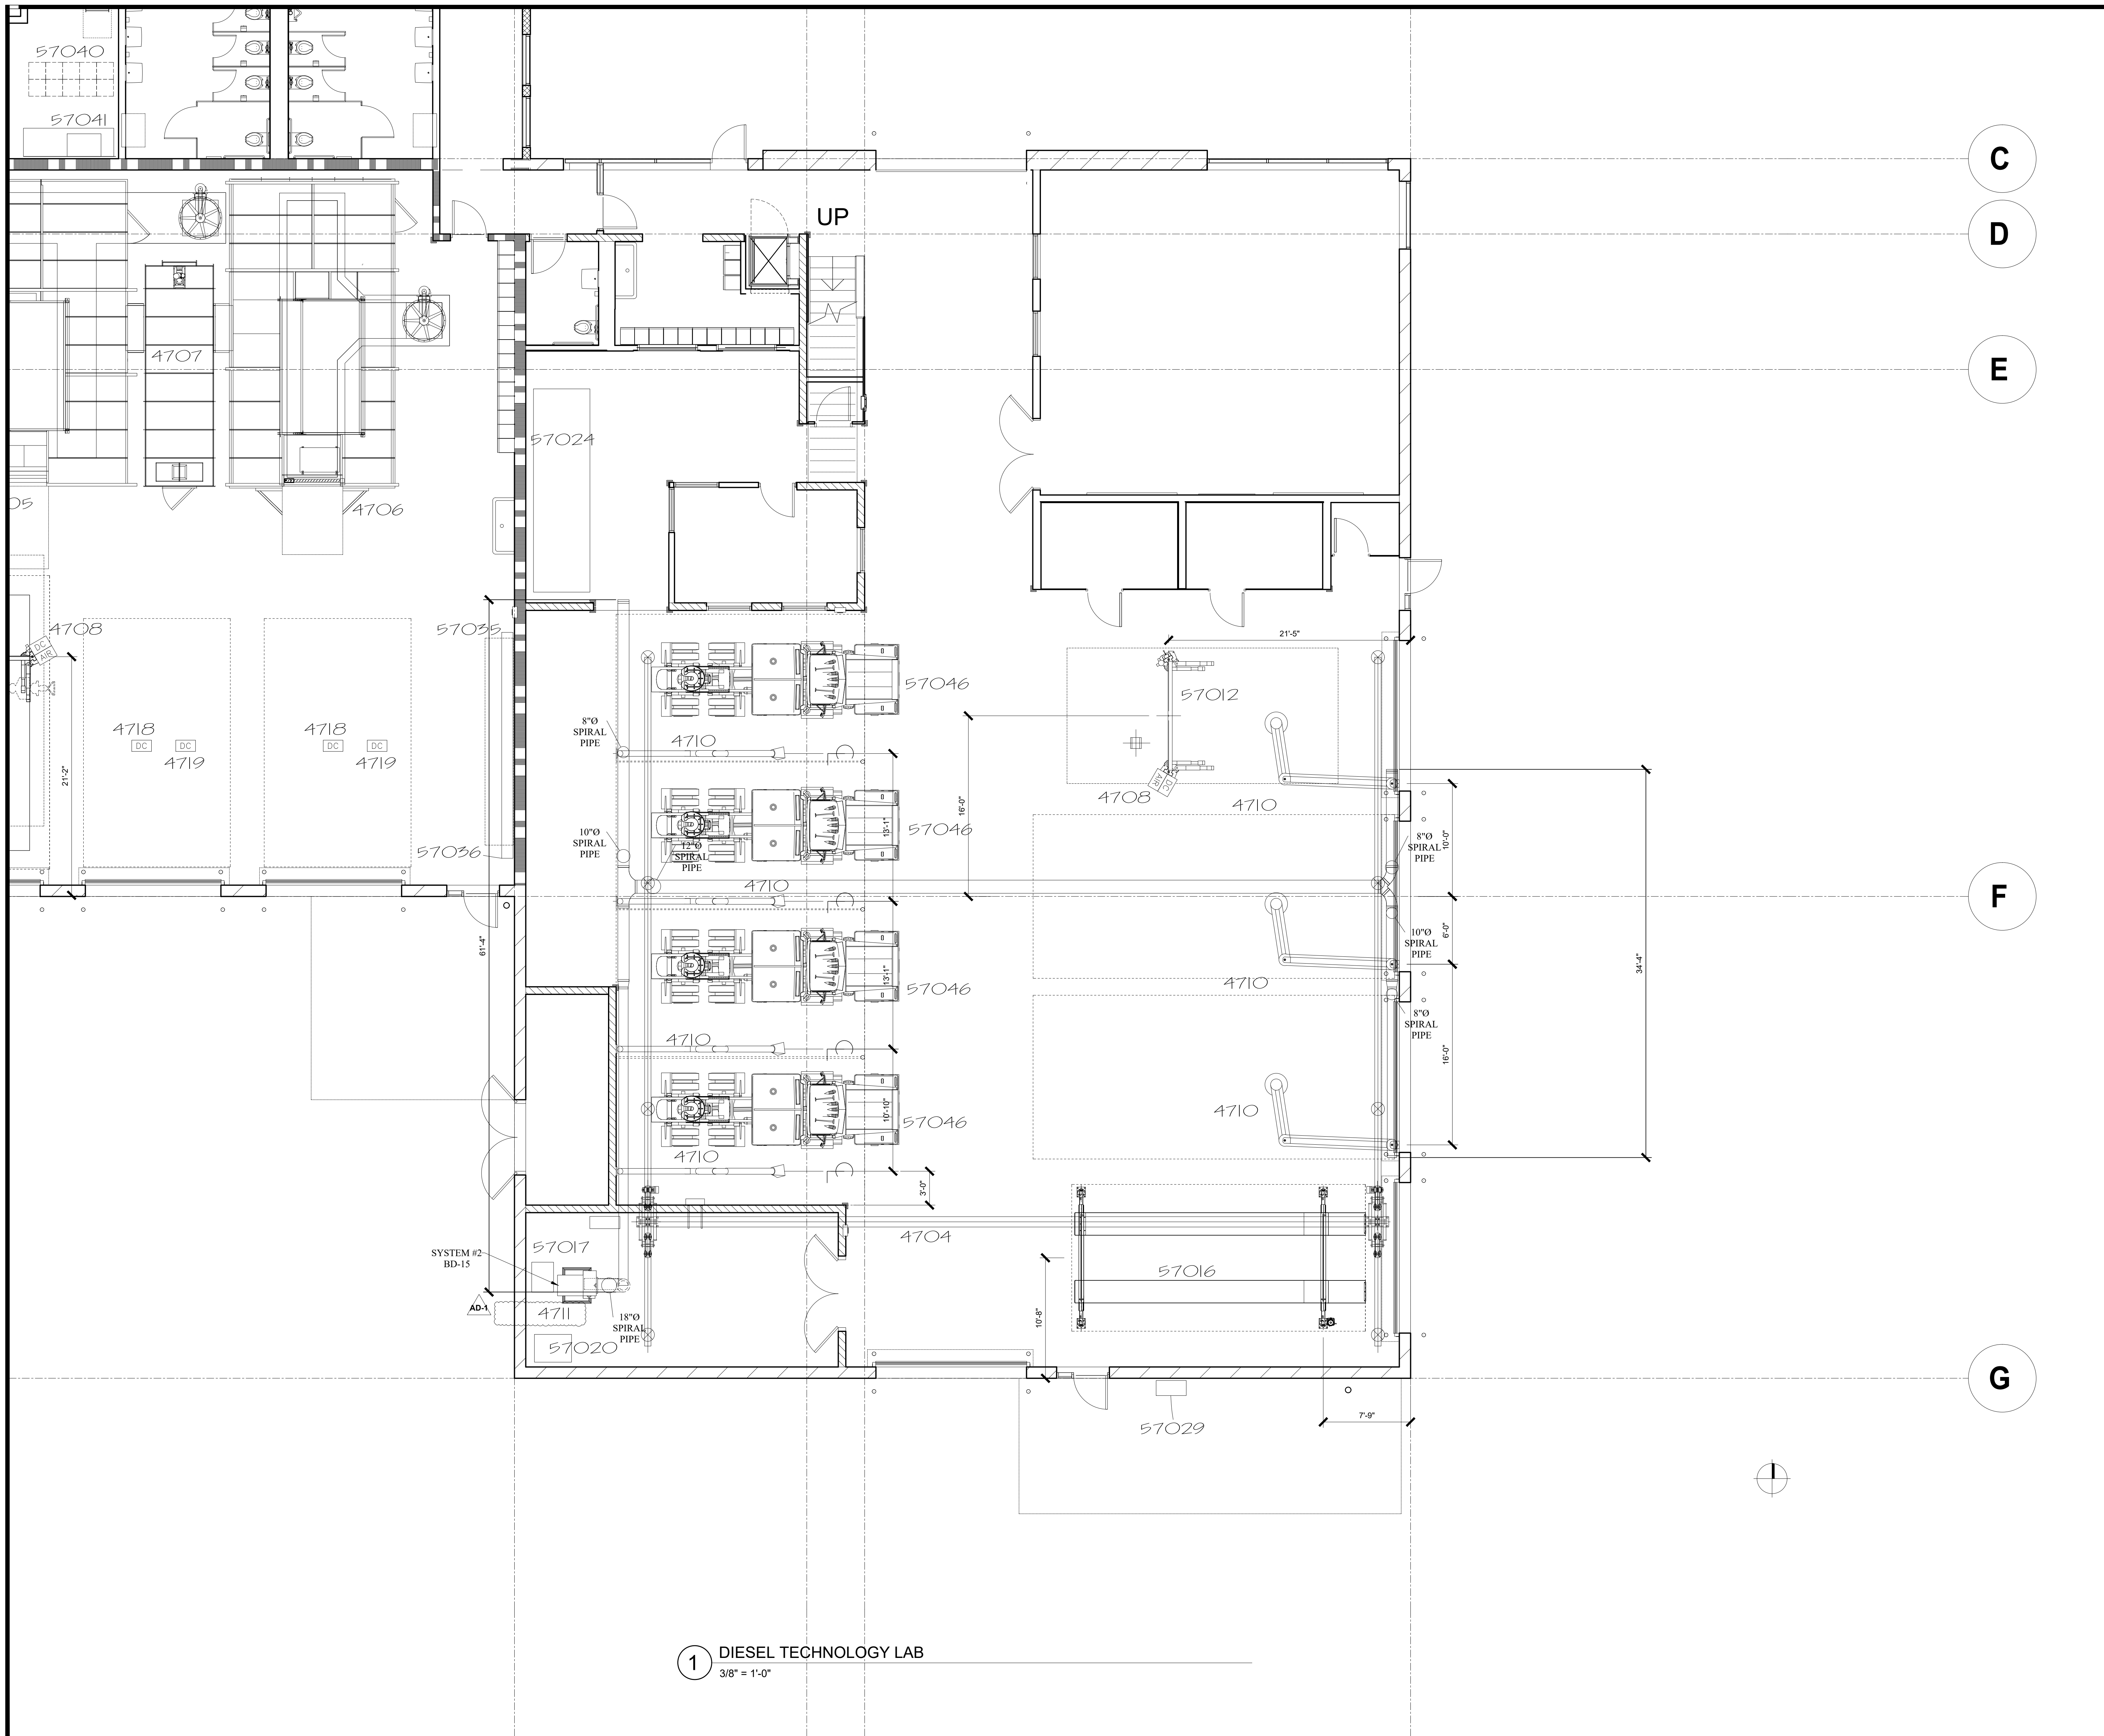 57040
57041
C
UP
D
4707
E
57024
05
4706
57035
4708
DC
AIR
21'-5"
57046
57012
4718
4718
DC
DC
DC
DC
4719
4719
21'-2"
8"Ø
SPIRAL
PIPE
4710
16'-0"
4708
DC
AIR
4710
57046
13'-1"
10"Ø
SPIRAL
PIPE
12"Ø
SPIRAL
PIPE
57036
8"Ø
SPIRAL
PIPE
10'-0"
4710
F
61'-4"
10"Ø
SPIRAL
PIPE
6'-0"
34'-4"
13'-1"
57046
4710
8"Ø
SPIRAL
PIPE
16'-0"
4710
4710
10'-10"
57046
4710
3'-0"
4704
SYSTEM #2
BD-15
57017
57016
AD-1
4711
18"Ø
SPIRAL
PIPE
10'-8"
57020
G
7'-9"
57029
1
DIESEL TECHNOLOGY LAB
3/8" = 1'-0"